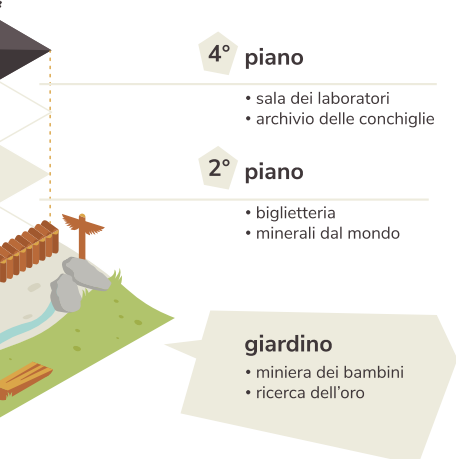 4° piano
• sala dei laboratori
• archivio delle conchiglie
2° piano
• biglietteria
• minerali dal mondo
giardino
• miniera dei bambini
• ricerca dell'oro